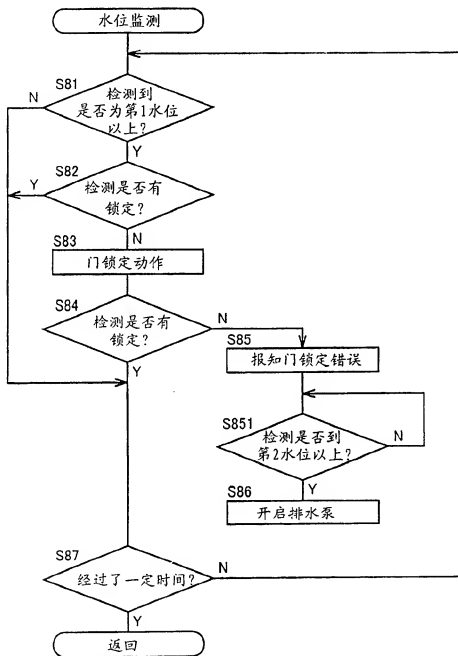 水位监测
S81
检测到
是否为第1水位
以上?
N
Y
S82
检测是否有
锁定?
Y
N
S83
门锁定动作
S84
检测是否有
锁定?
N
Y
S85
报知门锁定错误
S851
检测是否到
第2水位以上?
N
Y
S86
开启排水泵
S87
经过了一定时间?
N
Y
返回